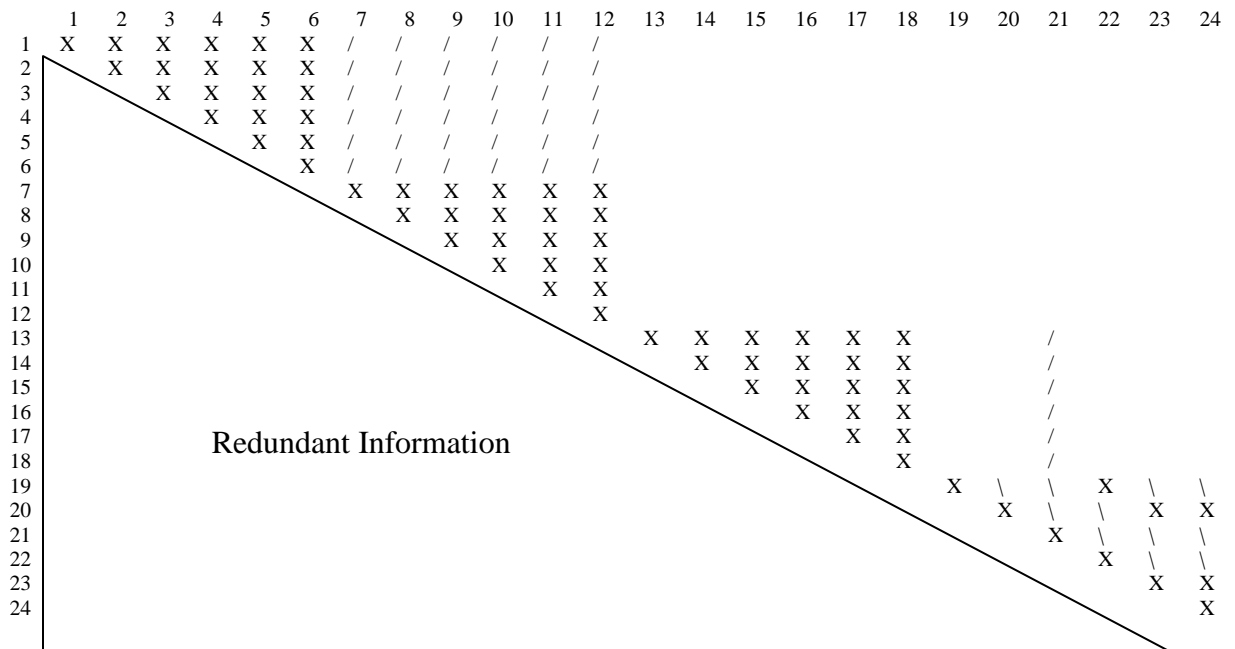 1 2 3 4 5 6 7 8 9 10 11 12 13 14 15 16 17 18 19 20 21 22 23 24
1 X X X X X X / / / / / /
2 X X X X X / / / / / /
3 X X X X / / / / / /
4 X X X / / / / / /
5 X X / / / / / /
6 X / / / / / /
7 X X X X X X
8 X X X X X
9 X X X X
10 X X X
11 X X
12 X
13 X X X X X X /
14 X X X X X /
15 X X X X /
16 X X X /
17 Redundant Information X X /
18 X /
19 X \ \ X \ \
20 X \ \ X X
21 X \ \ \
22 X \ \
23 X X
24 X